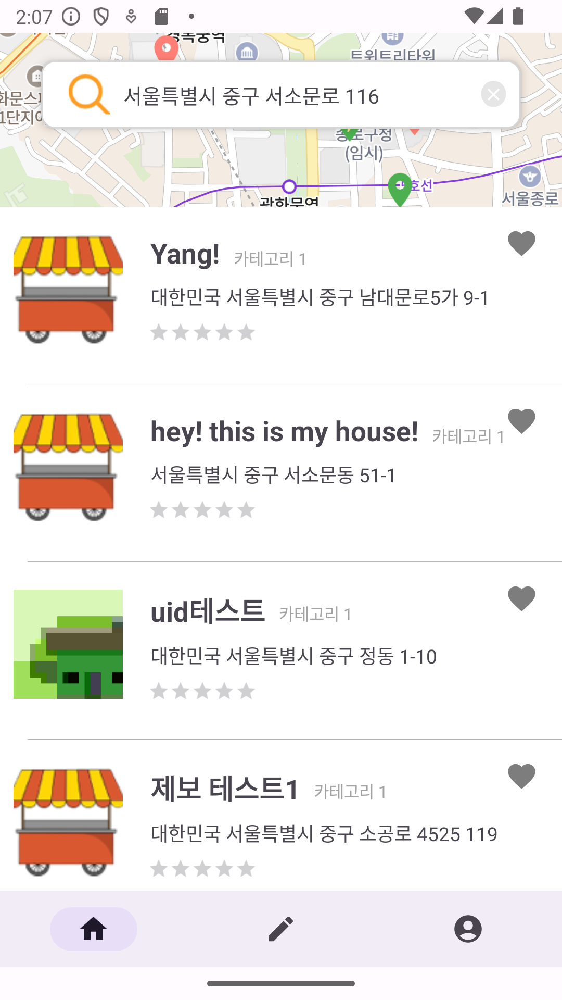 2:07
경복궁역
트윈트리타워
화문스
1단지
서울특별시 중구 서소문로 116
종로구청
(임시)
5호선
광화문역
서울종로
Yang! 카테고리 1
대한민국 서울특별시 중구 남대문로5가 9-1
hey! this is my house! 카테고리 1
서울특별시 중구 서소문동 51-1
uid테스트 카테고리 1
대한민국 서울특별시 중구 정동 1-10
제보 테스트1 카테고리 1
대한민국 서울특별시 중구 소공로 4525 119